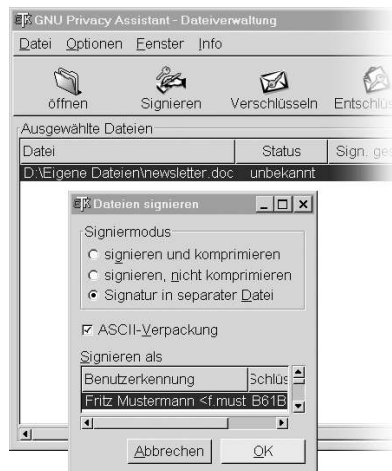 GNU Privacy Assistant - Dateiverwaltung
Datei Optionen Fenster Info
öffnen Signieren Verschlüsseln Entschlüs
Ausgewählte Dateien
Datei Status Sign. ge
D:\Eigene Dateien\newsletter.doc unbekannt
Dateien signieren
Signiermodus
signieren und komprimieren
signieren, nicht komprimieren
Signatur in separater Datei
ASCII-Verpackung
Signieren als
Benutzerkennung Schlüs
Fritz Mustermann <f.must B61B
Abbrechen OK